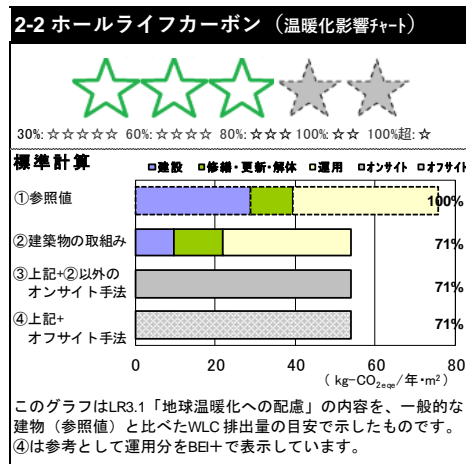 2-2 ホールライフカーボン（温暖化影響ﾁｬｰﾄ）
30%: ☆☆☆☆☆ 60%: ☆☆☆☆ 80%: ☆☆☆ 100%: ☆☆ 100%超: ☆
標準計算
□建設 □修繕・更新・解体 □運用 □オンサイト □オフサイト
①参照値
100%
②建築物の取組み
71%
③上記+②以外の
オンサイト手法
71%
④上記+
オフサイト手法
71%
0 20 40 60 80
( kg-CO2eqe/年・m²)
このグラフはLR3.1「地球温暖化への配慮」の内容を、一般的な
建物（参照値）と比べたWLC 排出量の目安で示したものです。
④は参考として運用分をBEI＋で表示しています。